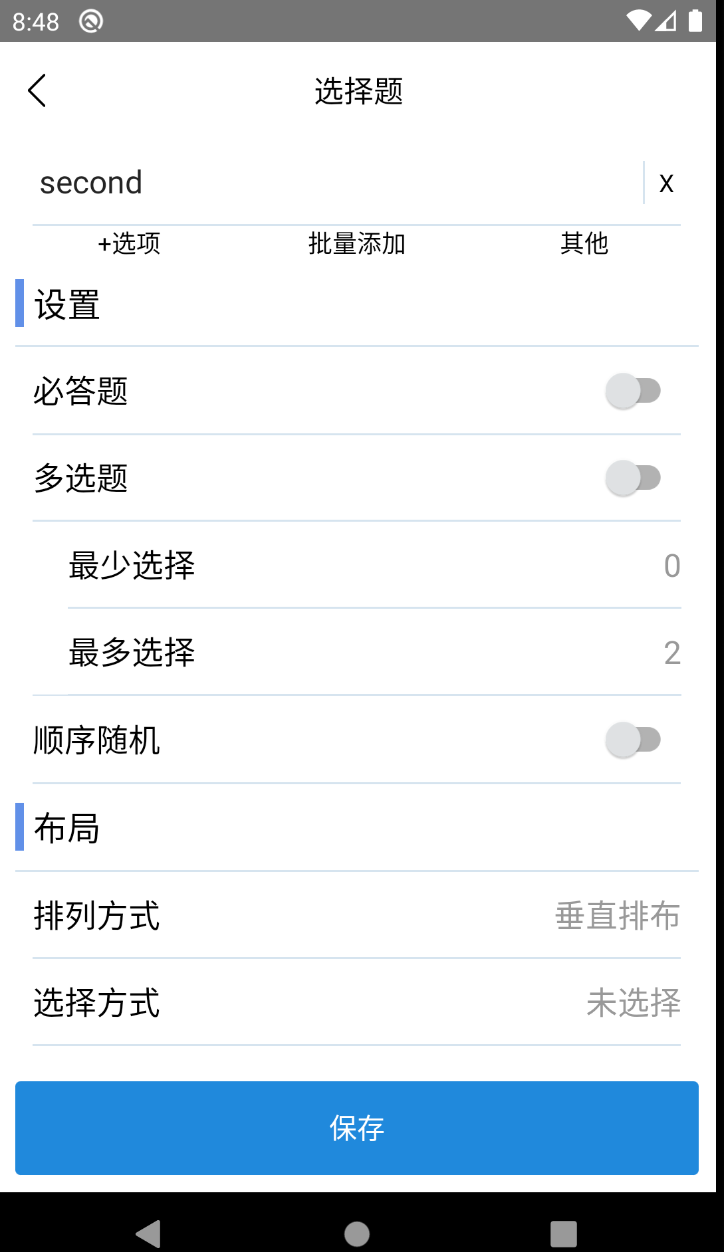 8:48
选择题
second
x
+选项 批量添加 其他
设置
必答题
多选题
最少选择 0
最多选择 2
顺序随机
布局
排列方式 垂直排布
选择方式 未选择
保存